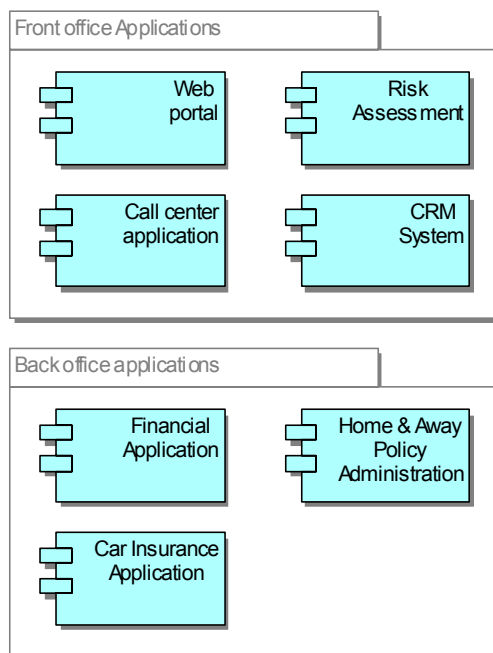 Front office Applications
Web
portal
Risk
Assessment
Call center
application
CRM
System
Back office applications
Financial
Application
Home & Away
Policy
Administration
Car Insurance
Application